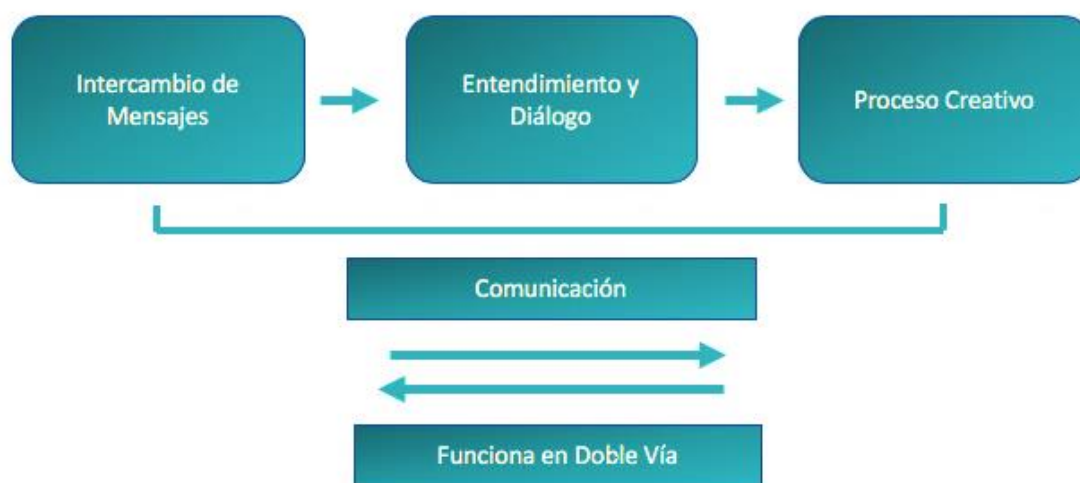 Intercambio de
Mensajes
Entendimiento y
Diálogo
Proceso Creativo
Comunicación
Funciona en Doble Vía